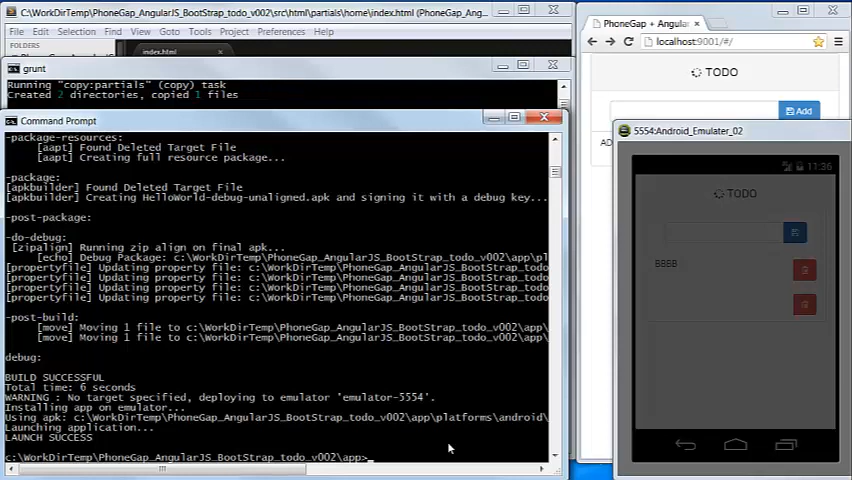 C:\WorkDirTemp\PhoneGap_AngularJS_BootStrap_todo_v002\src\html\partials\home\index.html (PhoneGap_Ang...
File Edit Selection Find View Goto Tools Project Preferences
FOLDERS
index.html
grunt
Running "copy:partials" (copy) task
Created 2 directories, copied 1 files
Command Prompt
-package-resources:
[aapt] Found Deleted Target File
[aapt] Creating full resource package...
-package:
[apkbuilder] Found Deleted Target File
[apkbuilder] Creating HelloWorld-debug-unaligned.apk and signing it with a debug key...
-post-package:
-do-debug:
[zipalign] Running zip align on final apk...
[echo] Debug Package: c:\WorkDirTemp\PhoneGap_AngularJS_BootStrap_todo_v002\app\pl
[propertyfile] Updating property file: c:\WorkDirTemp\PhoneGap_AngularJS_BootStrap_todo
[propertyfile] Updating property file: c:\WorkDirTemp\PhoneGap_AngularJS_BootStrap_todo
[propertyfile] Updating property file: c:\WorkDirTemp\PhoneGap_AngularJS_BootStrap_todo
[propertyfile] Updating property file: c:\WorkDirTemp\PhoneGap_AngularJS_BootStrap_todo
-post-build:
[move] Moving 1 file to c:\WorkDirTemp\PhoneGap_AngularJS_BootStrap_todo_v002\app\
[move] Moving 1 file to c:\WorkDirTemp\PhoneGap_AngularJS_BootStrap_todo_v002\app\
debug:
BUILD SUCCESSFUL
Total time: 6 seconds
WARNING : No target specified, deploying to emulator 'emulator-5554'.
Installing app on emulator...
Using apk: c:\WorkDirTemp\PhoneGap_AngularJS_BootStrap_todo_v002\app\platforms\android\
Launching application...
LAUNCH SUCCESS
c:\WorkDirTemp\PhoneGap_AngularJS_BootStrap_todo_v002\app>_
PhoneGap + Angular
localhost:9001/#/
TODO
Add
5554:Android_Emulater_02
11:36
TODO
BBBB